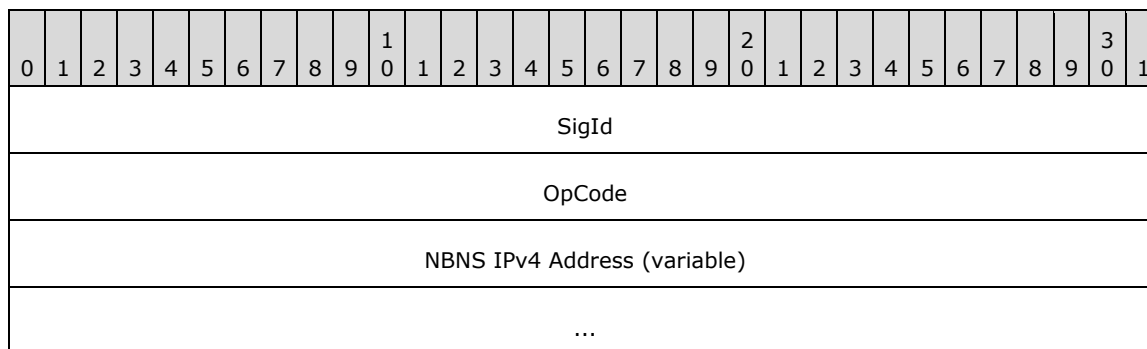 1 2 3
0 1 2 3 4 5 6 7 8 9 0 1 2 3 4 5 6 7 8 9 0 1 2 3 4 5 6 7 8 9 0 1
SigId
OpCode
NBNS IPv4 Address (variable)
...